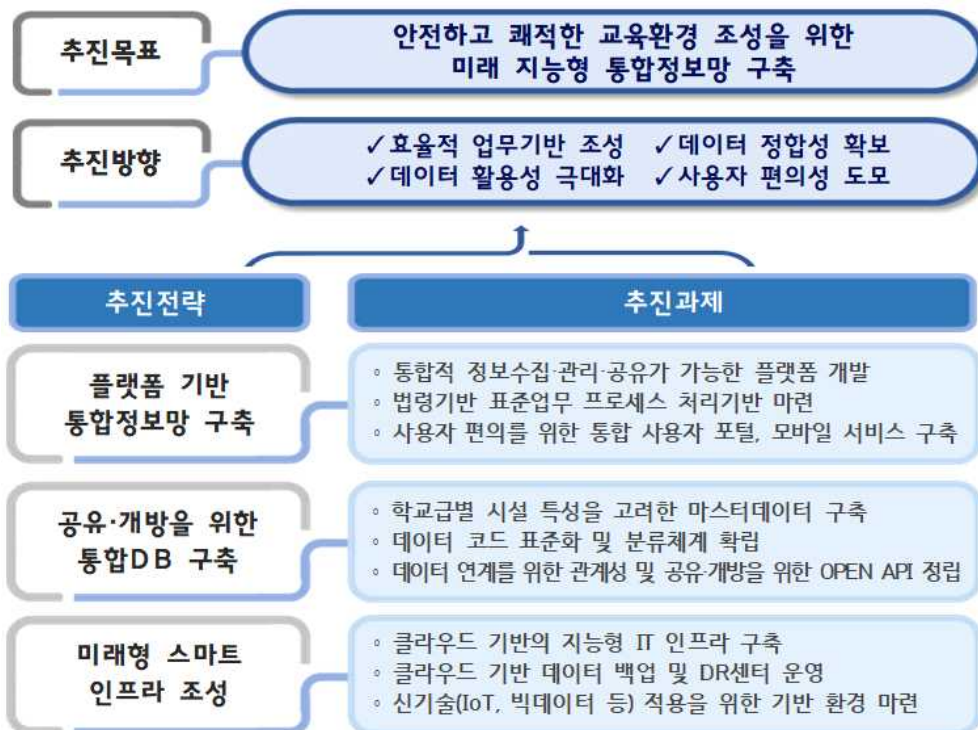 추진목표
안전하고 쾌적한 교육환경 조성을 위한
미래 지능형 통합정보망 구축
추진방향
✓효율적 업무기반 조성 ✓데이터 정합성 확보
✓데이터 활용성 극대화 ✓사용자 편의성 도모
추진전략
추진과제
플랫폼 기반
통합정보망 구축
◦ 통합적 정보수집·관리·공유가 가능한 플랫폼 개발
◦ 법령기반 표준업무 프로세스 처리기반 마련
◦ 사용자 편의를 위한 통합 사용자 포털, 모바일 서비스 구축
공유·개방을 위한
통합DB 구축
◦ 학교급별 시설 특성을 고려한 마스터데이터 구축
◦ 데이터 코드 표준화 및 분류체계 확립
◦ 데이터 연계를 위한 관계성 및 공유·개방을 위한 OPEN API 정립
미래형 스마트
인프라 조성
◦ 클라우드 기반의 지능형 IT 인프라 구축
◦ 클라우드 기반 데이터 백업 및 DR센터 운영
◦ 신기술(IoT, 빅데이터 등) 적용을 위한 기반 환경 마련